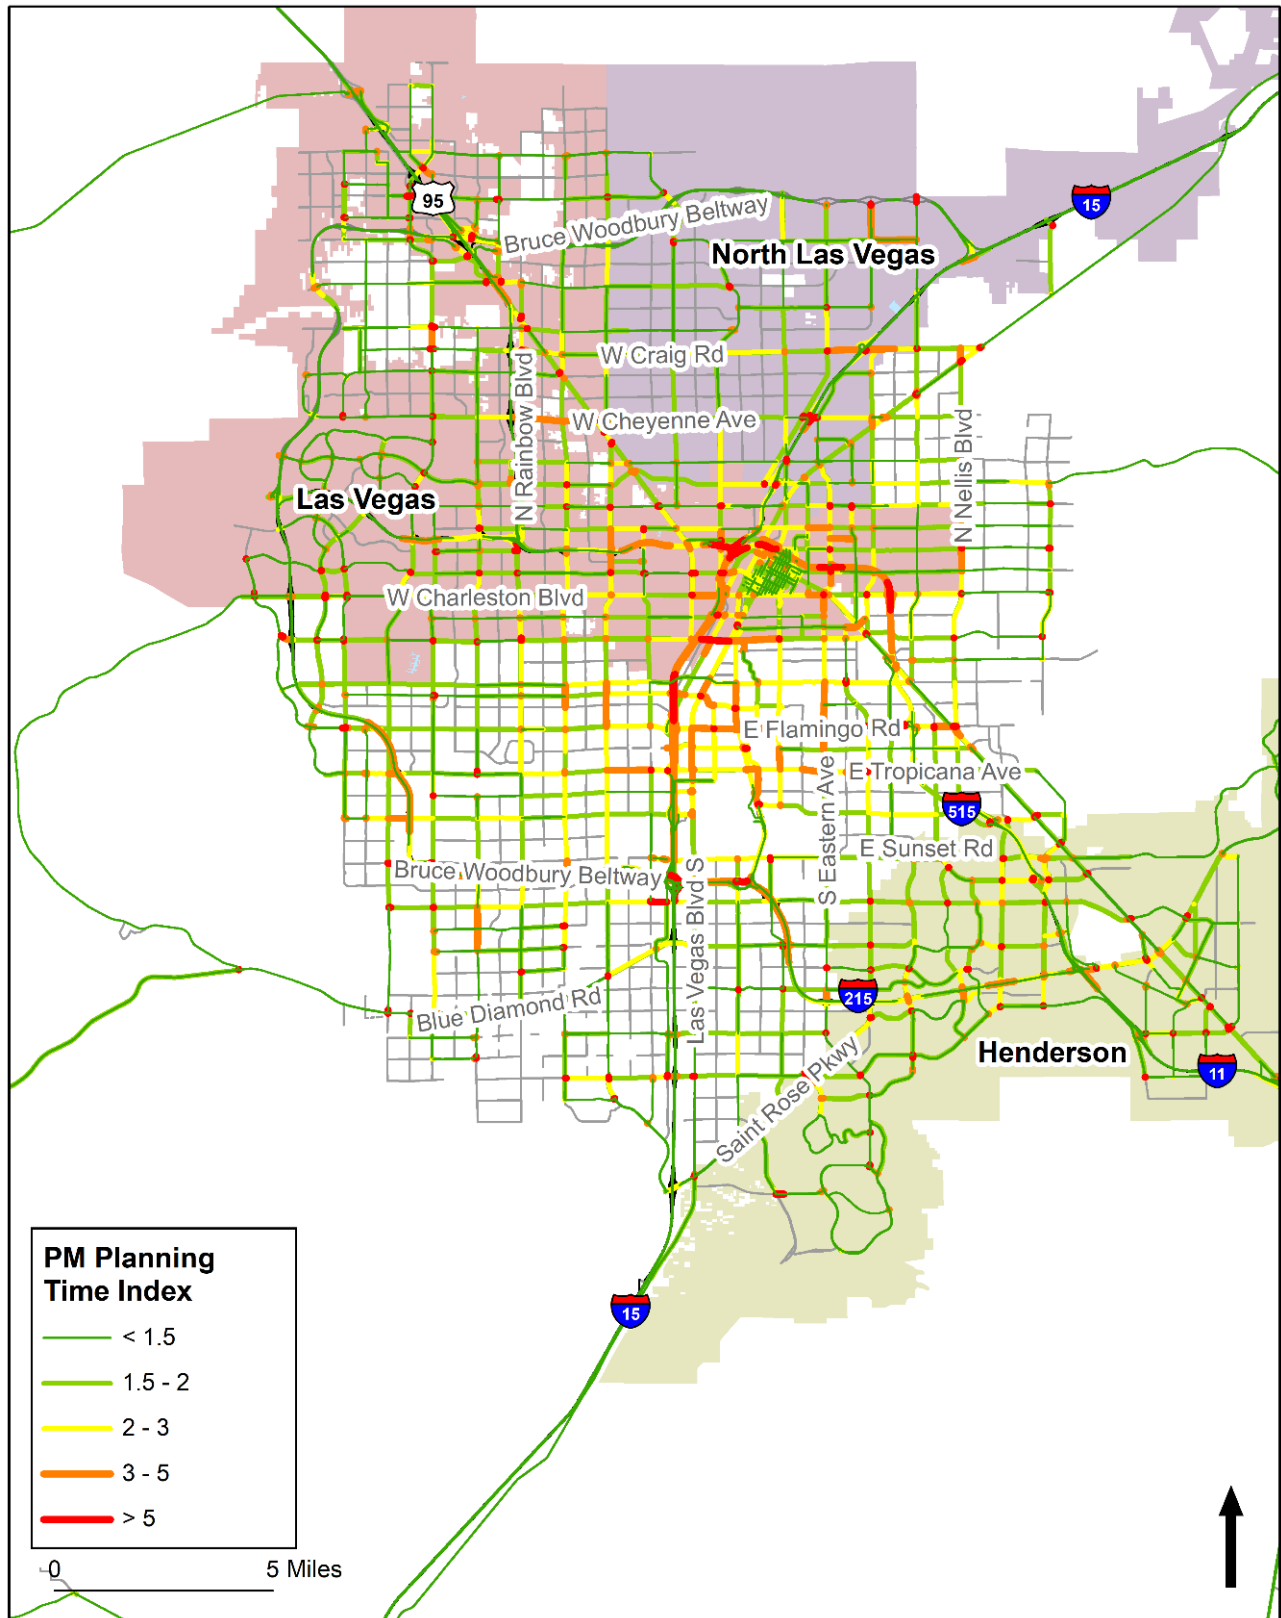 95
Bruce Woodbury Beltway
15
North Las Vegas
W Craig Rd
N Rainbow Blvd
W Cheyenne Ave
N Nellis Blvd
Las Vegas
W Charleston Blvd
E Flamingo Rd
E Tropicana Ave
515
S Eastern Ave
E Sunset Rd
Bruce Woodbury Beltway
Las Vegas Blvd S
215
Blue Diamond Rd
Henderson
11
Saint Rose Pkwy
15
PM Planning
Time Index
< 1.5
1.5 - 2
2 - 3
3 - 5
> 5
0 5 Miles